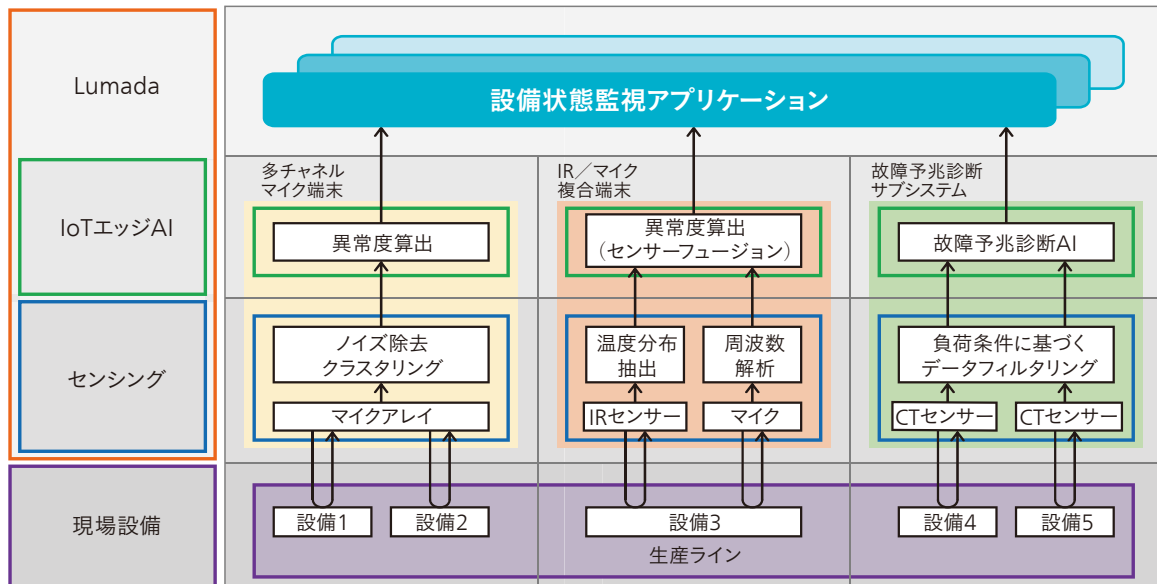 Lumada
設備状態監視アプリケーション
IoTエッジAI
多チャネル
マイク端末
異常度算出
IR／マイク
複合端末
異常度算出
（センサーフュージョン）
故障予兆診断
サブシステム
故障予兆診断AI
センシング
ノイズ除去
クラスタリング
マイクアレイ
温度分布
抽出
周波数
解析
IRセンサー
マイク
負荷条件に基づく
データフィルタリング
CTセンサー
CTセンサー
現場設備
設備1
設備2
設備3
設備4
設備5
生産ライン